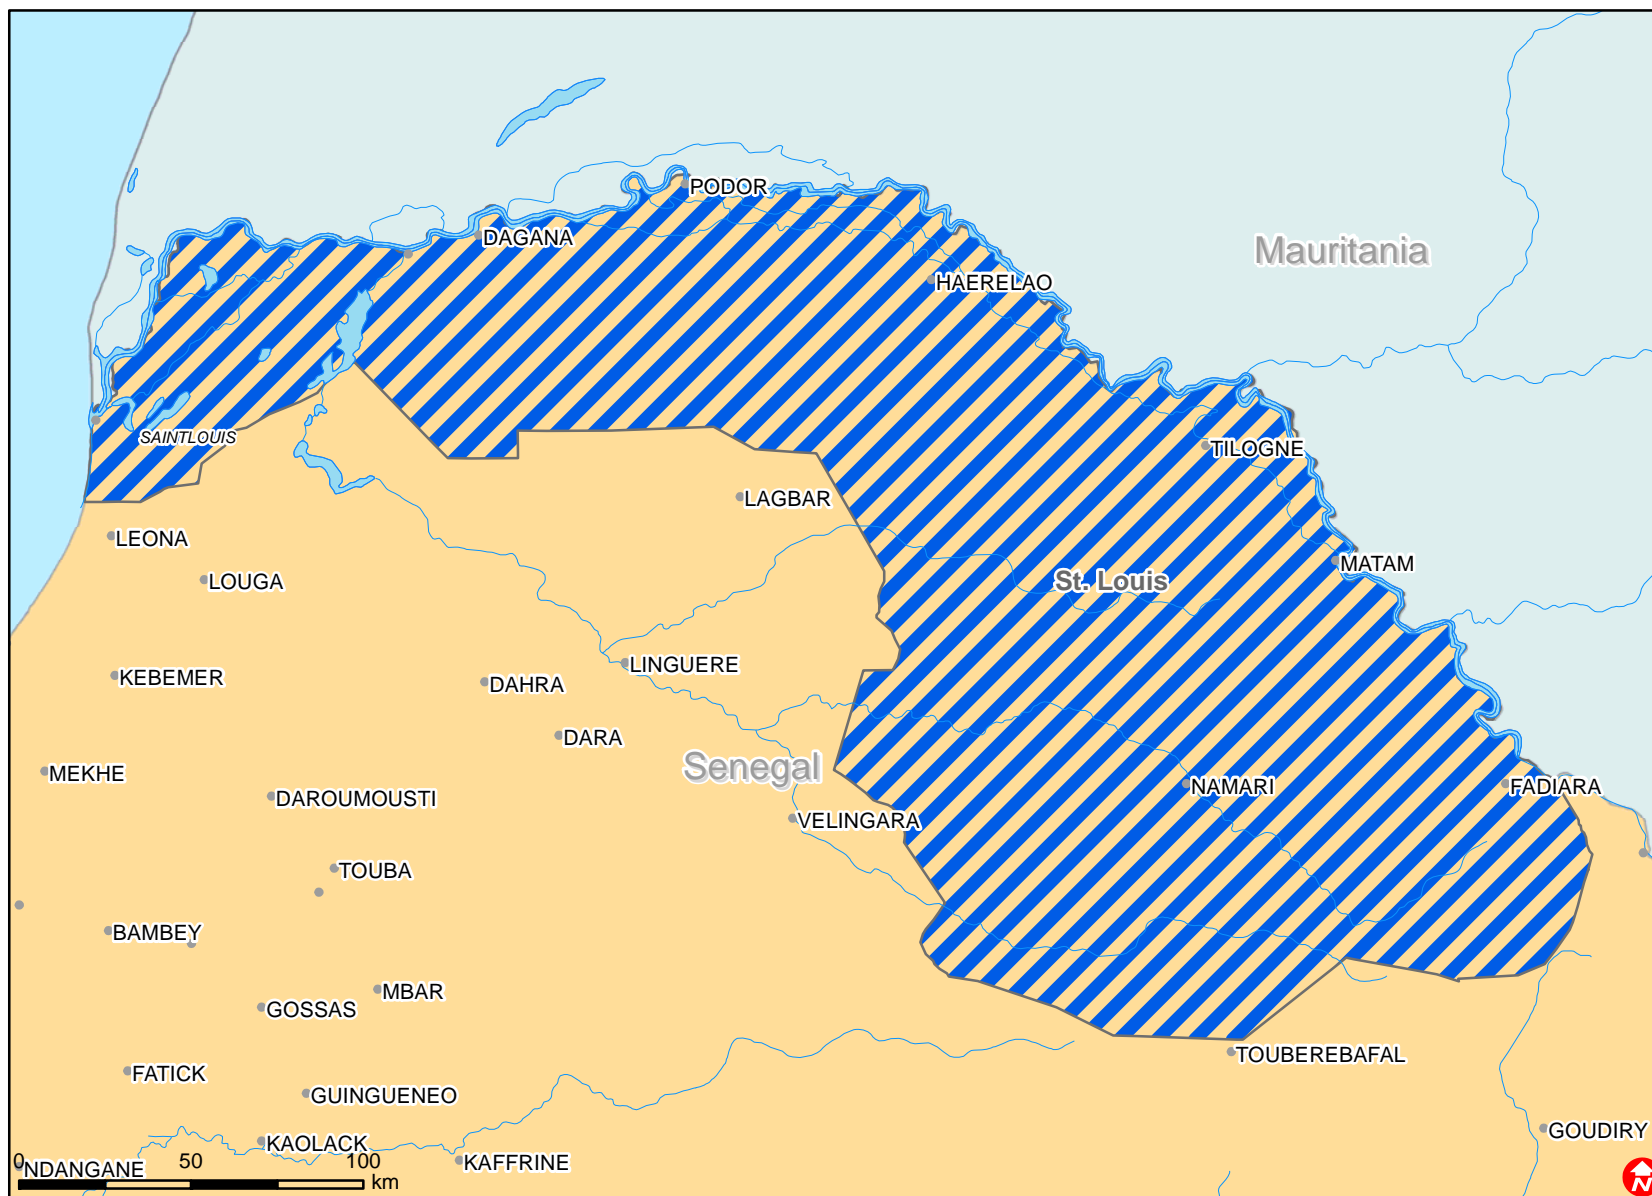 PODOR
DAGANA
Mauritania
HAERELAO
SAINTLOUIS
TILOGNE
LAGBAR
LEONA
MATAM
LOUGA
St. Louis
LINGUERE
KEBEMER
DAHRA
DARA
Senegal
MEKHE
NAMARI
FADIARA
DAROUMOUSTI
VELINGARA
TOUBA
BAMBEY
MBAR
GOSSAS
TOUBEREBAFAL
FATICK
GUINGUENEO
GOUDIRY
KAOLACK
KAFFRINE
0 50 100
NDANGANE
km
N